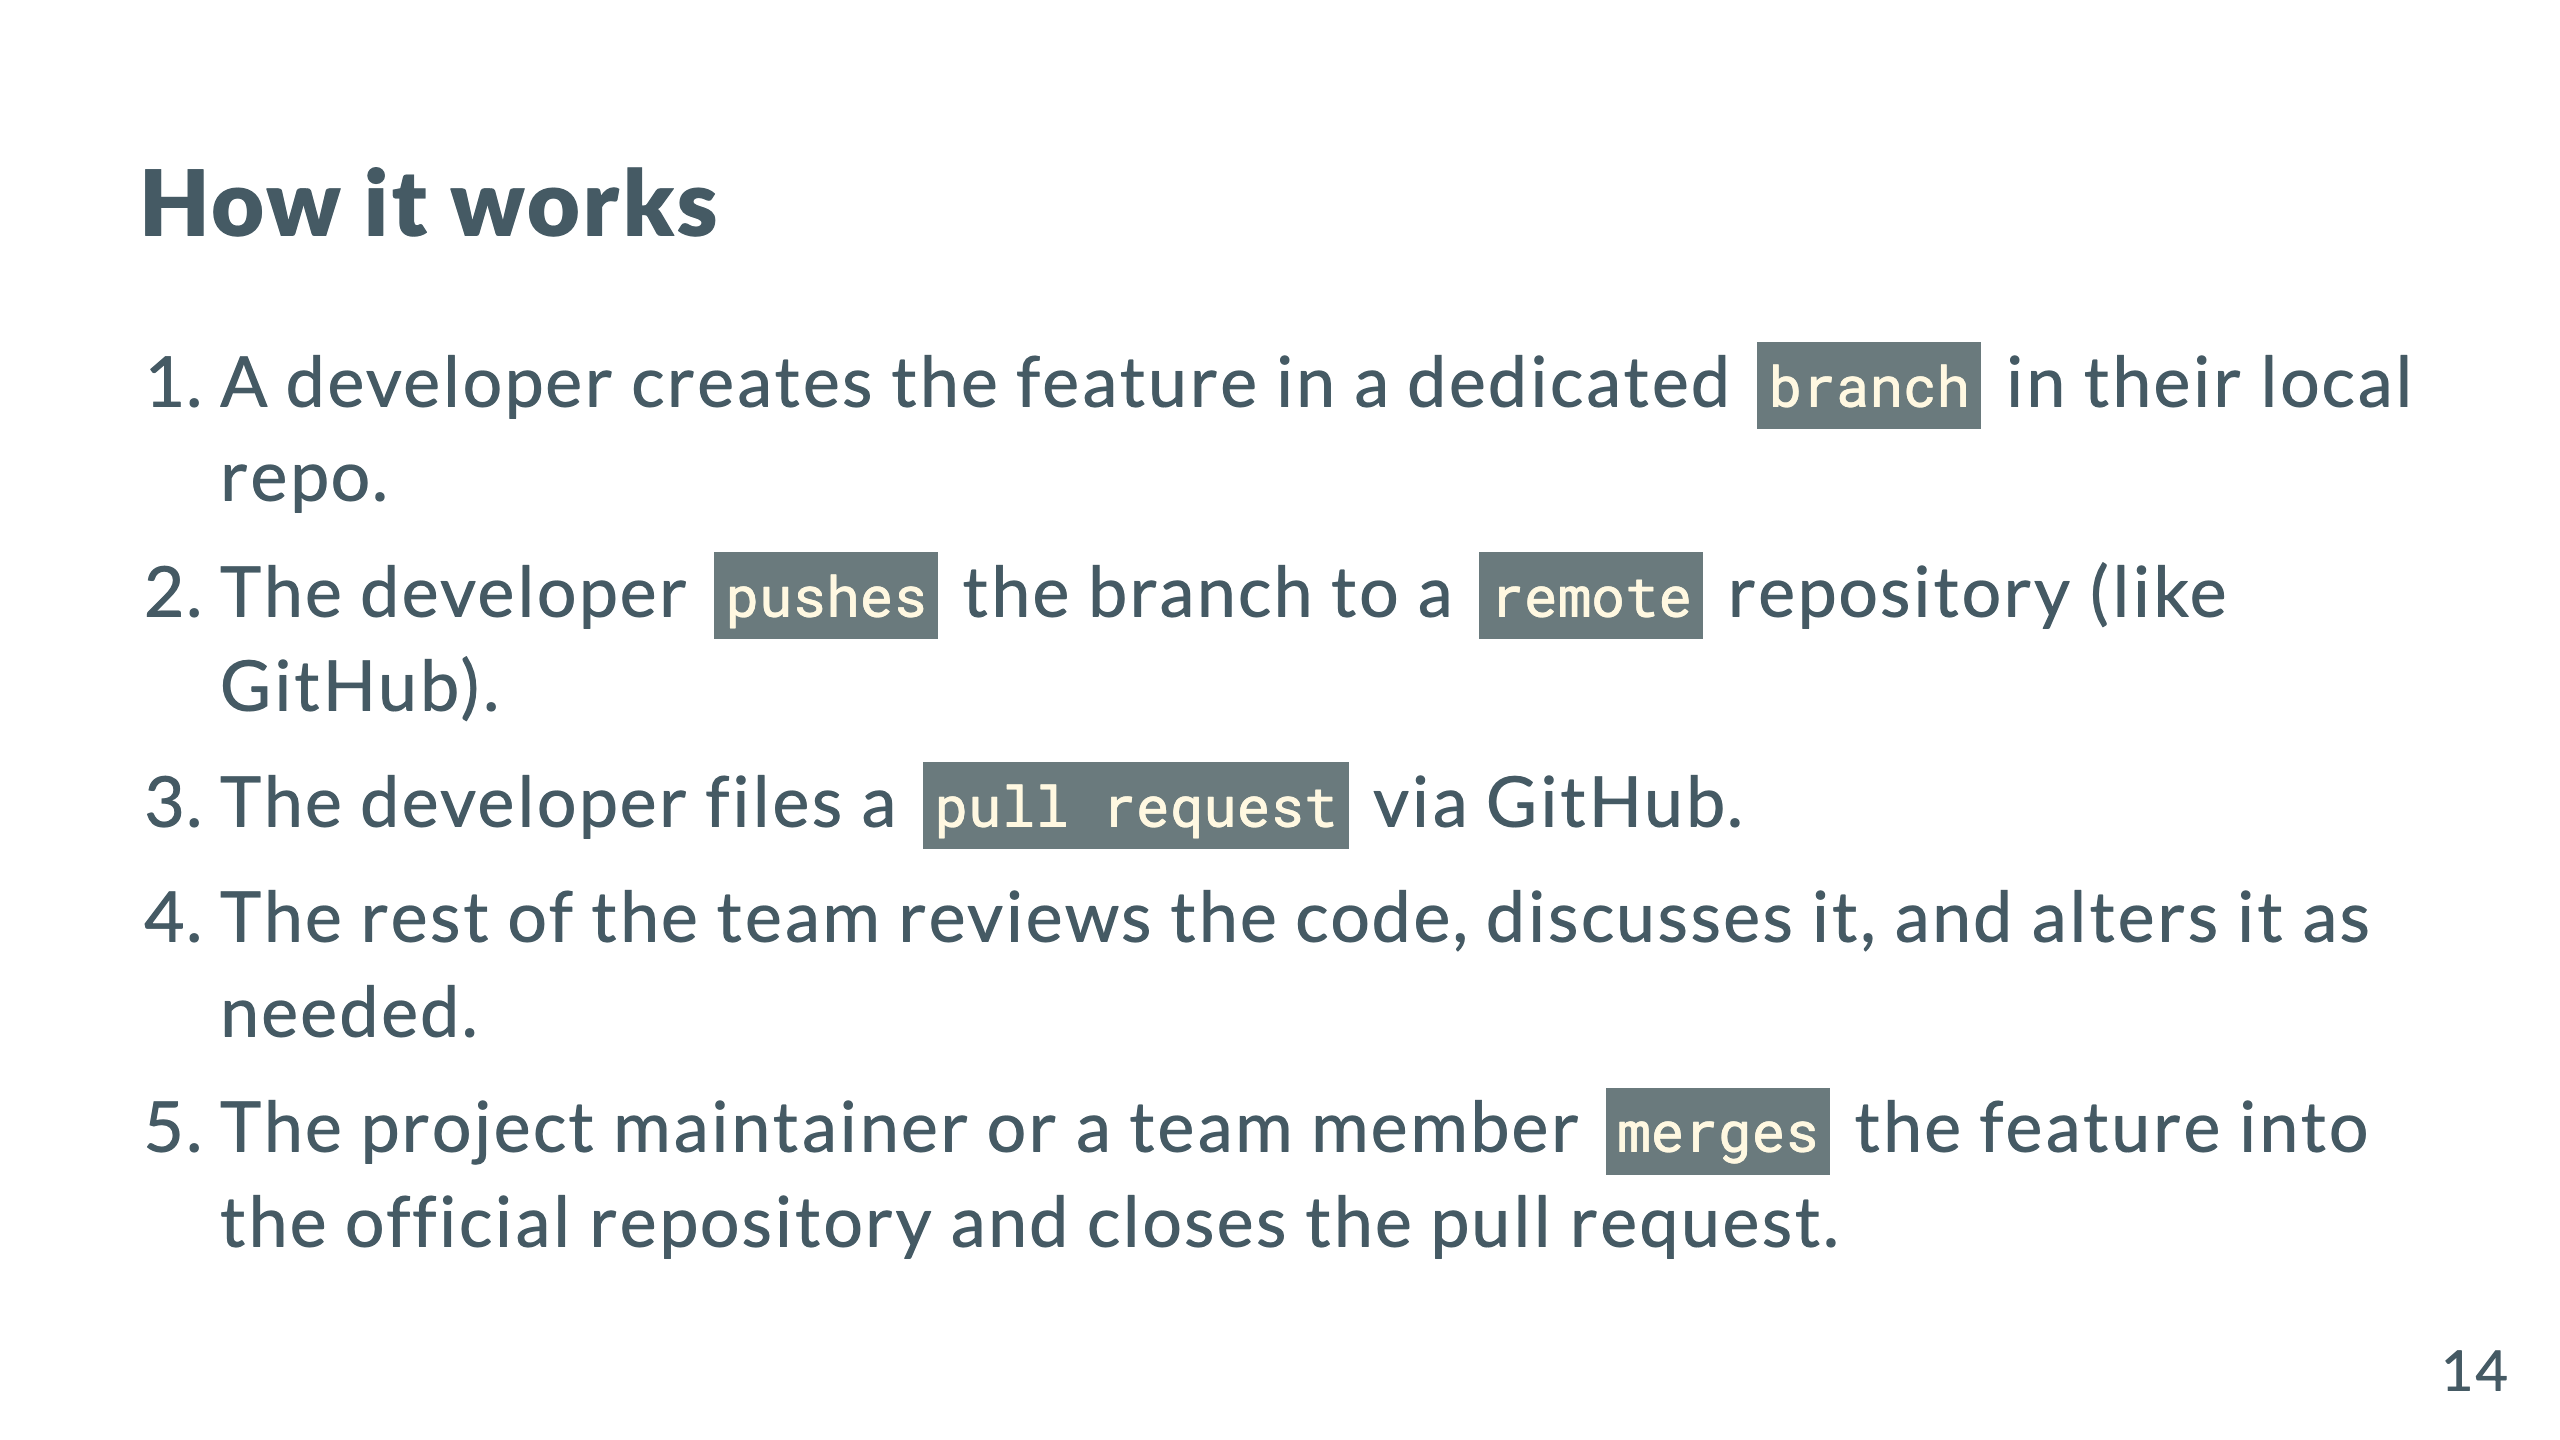 How it works
1. A developer creates the feature in a dedicated branch in their local
repo.
2. The developer pushes the branch to a remote repository (like
GitHub).
3. The developer files a pull request via GitHub.
4. The rest of the team reviews the code, discusses it, and alters it as
needed.
5. The project maintainer or a team member merges the feature into
the official repository and closes the pull request.
14